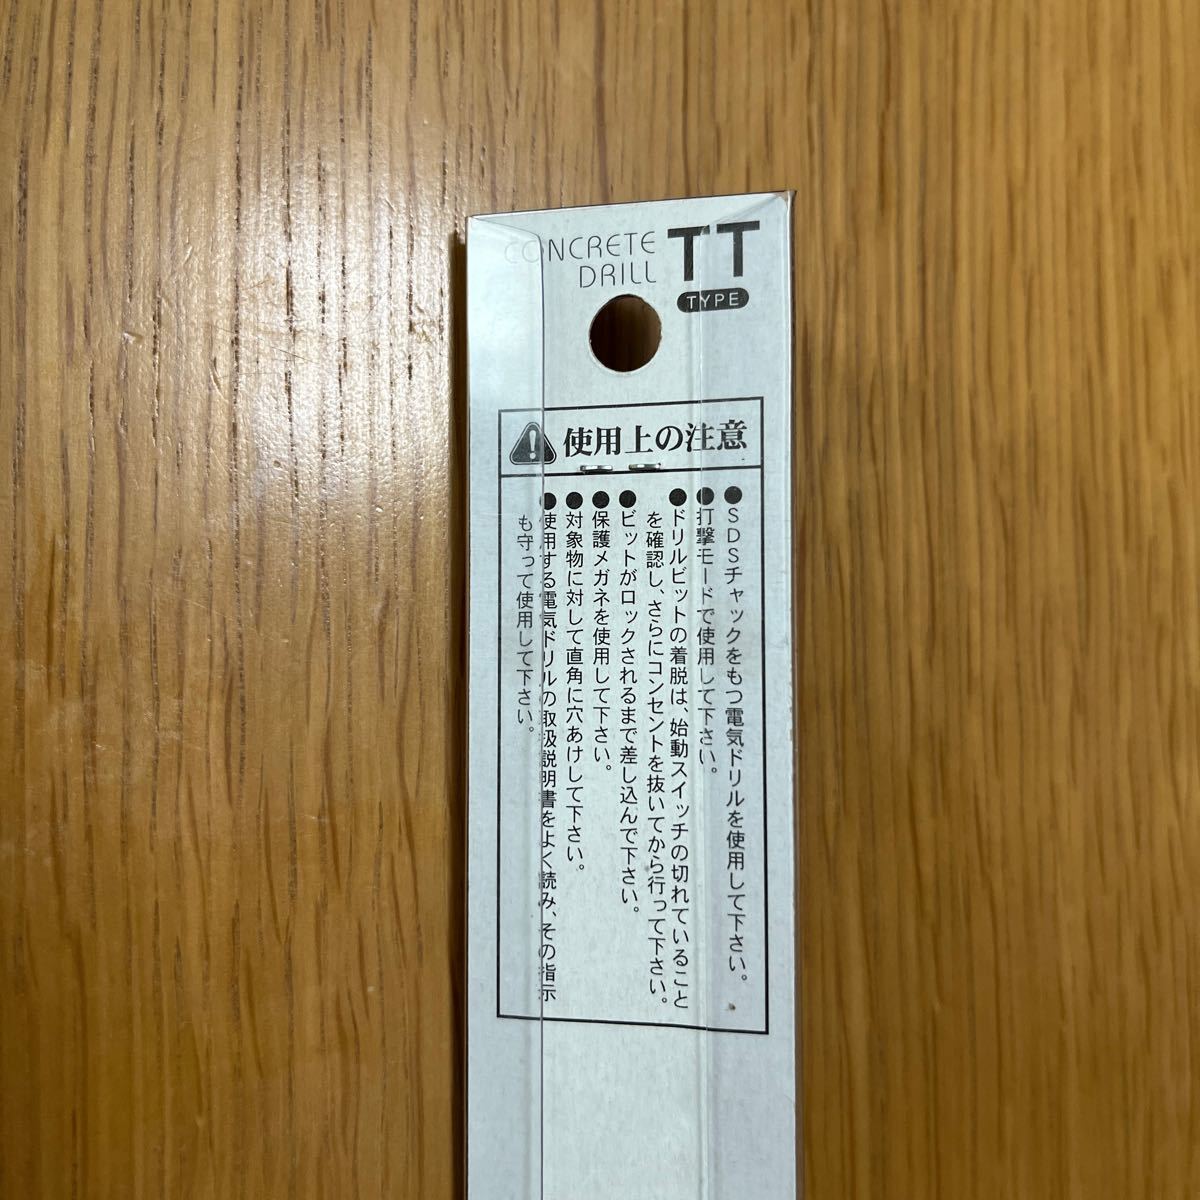 CONCRETE
DRILL
TT
TYPE
使用上の注意
●SDSチャックをもつ電気ドリルを使用して下さい。
●打撃モードで使用して下さい。
●ドリルビットの着脱は、始動スイッチの切れていること
を確認し、さらにコンセントを抜いてから行って下さい。
●ビットがロックされるまで差し込んで下さい。
●保護メガネを使用して下さい。
●対象物に対して直角に穴あけして下さい。
●使用する電気ドリルの取扱説明書をよく読み、その指示
も守って使用して下さい。